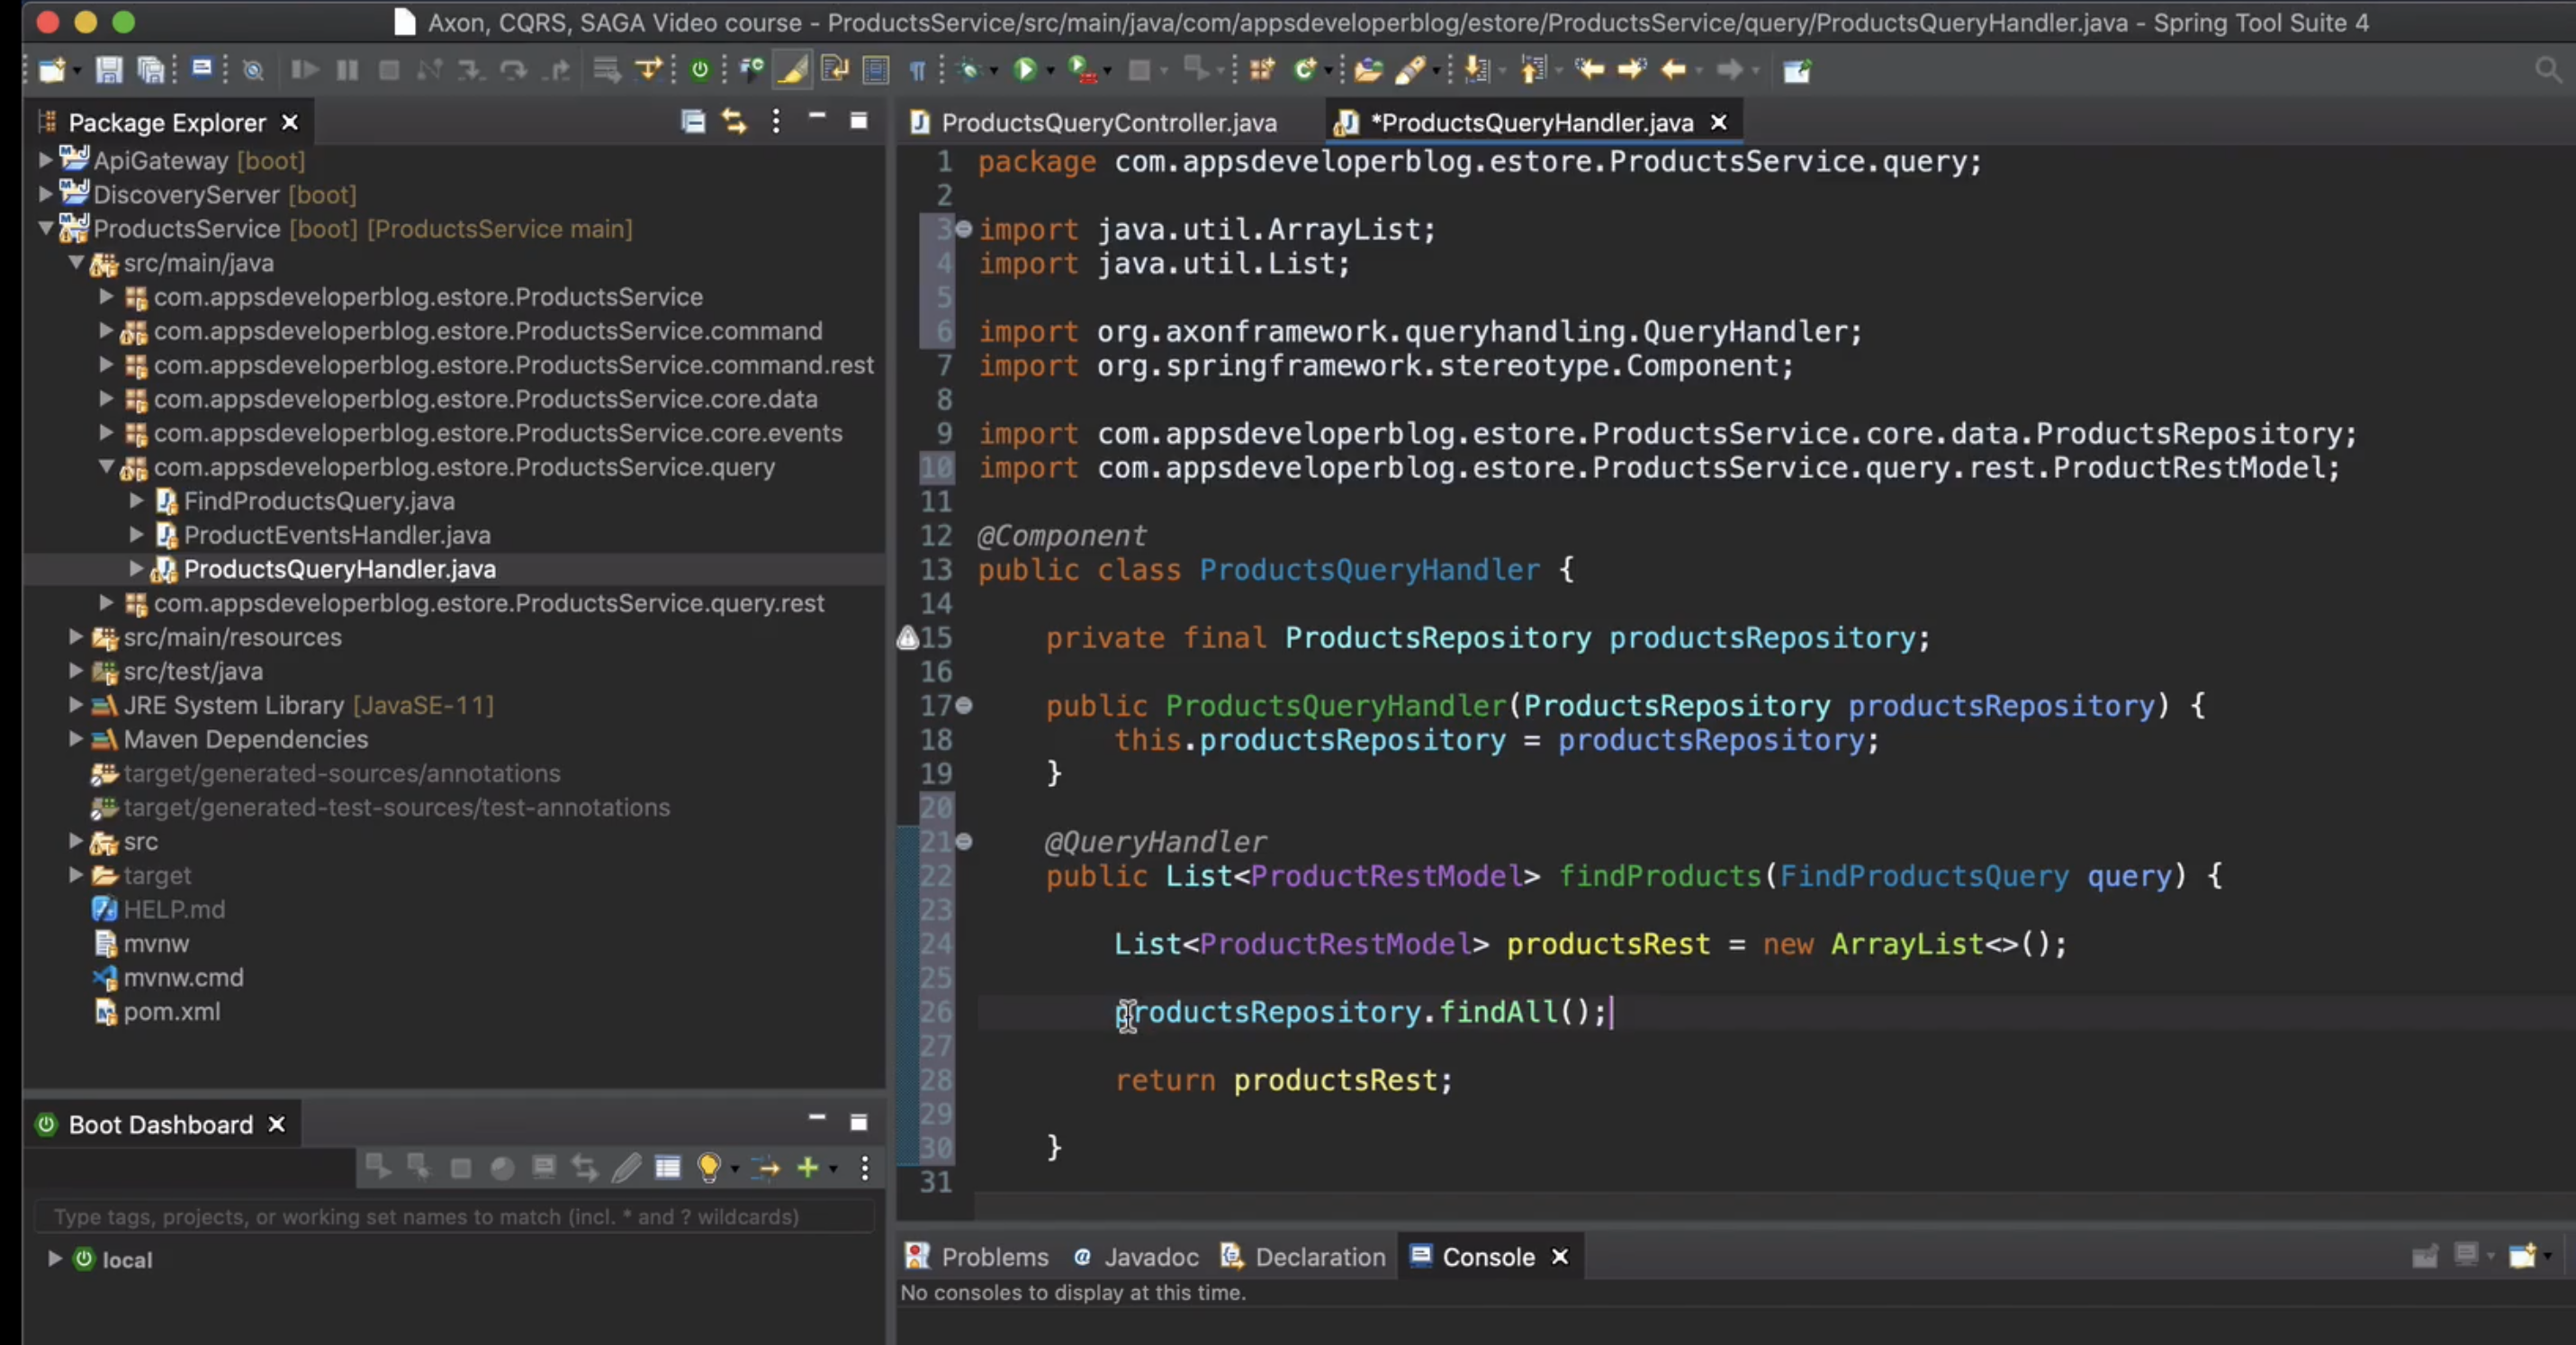 Axon, CQRS, SAGA Video course - ProductsService/src/main/java/com/appsdeveloperblog/estore/ProductsService/query/ProductsQueryHandler.java - Spring Tool Suite 4
Package Explorer
ApiGateway [boot]
DiscoveryServer [boot]
ProductsService [boot] [ProductsService main]
src/main/java
com.appsdeveloperblog.estore.ProductsService
com.appsdeveloperblog.estore.ProductsService.command
com.appsdeveloperblog.estore.ProductsService.command.rest
com.appsdeveloperblog.estore.ProductsService.core.data
com.appsdeveloperblog.estore.ProductsService.core.events
com.appsdeveloperblog.estore.ProductsService.query
FindProductsQuery.java
ProductEventsHandler.java
ProductsQueryHandler.java
com.appsdeveloperblog.estore.ProductsService.query.rest
src/main/resources
src/test/java
JRE System Library [JavaSE-11]
Maven Dependencies
target/generated-sources/annotations
target/generated-test-sources/test-annotations
src
target
HELP.md
mvnw
mvnw.cmd
pom.xml
Boot Dashboard
Type tags, projects, or working set names to match (incl. * and ? wildcards)
local
ProductsQueryController.java
*ProductsQueryHandler.java
1 package com.appsdeveloperblog.estore.ProductsService.query;
2
3 import java.util.ArrayList;
4 import java.util.List;
5
6 import org.axonframework.queryhandling.QueryHandler;
7 import org.springframework.stereotype.Component;
8
9 import com.appsdeveloperblog.estore.ProductsService.core.data.ProductsRepository;
10 import com.appsdeveloperblog.estore.ProductsService.query.rest.ProductRestModel;
11
12 @Component
13 public class ProductsQueryHandler {
14
15 private final ProductsRepository productsRepository;
16
17 public ProductsQueryHandler(ProductsRepository productsRepository) {
18 this.productsRepository = productsRepository;
19 }
20
21 @QueryHandler
22 public List<ProductRestModel> findProducts(FindProductsQuery query) {
23
24 List<ProductRestModel> productsRest = new ArrayList<>();
25
26 productsRepository.findAll();
27
28 return productsRest;
29
30 }
31
Problems
@ Javadoc
Declaration
Console
No consoles to display at this time.